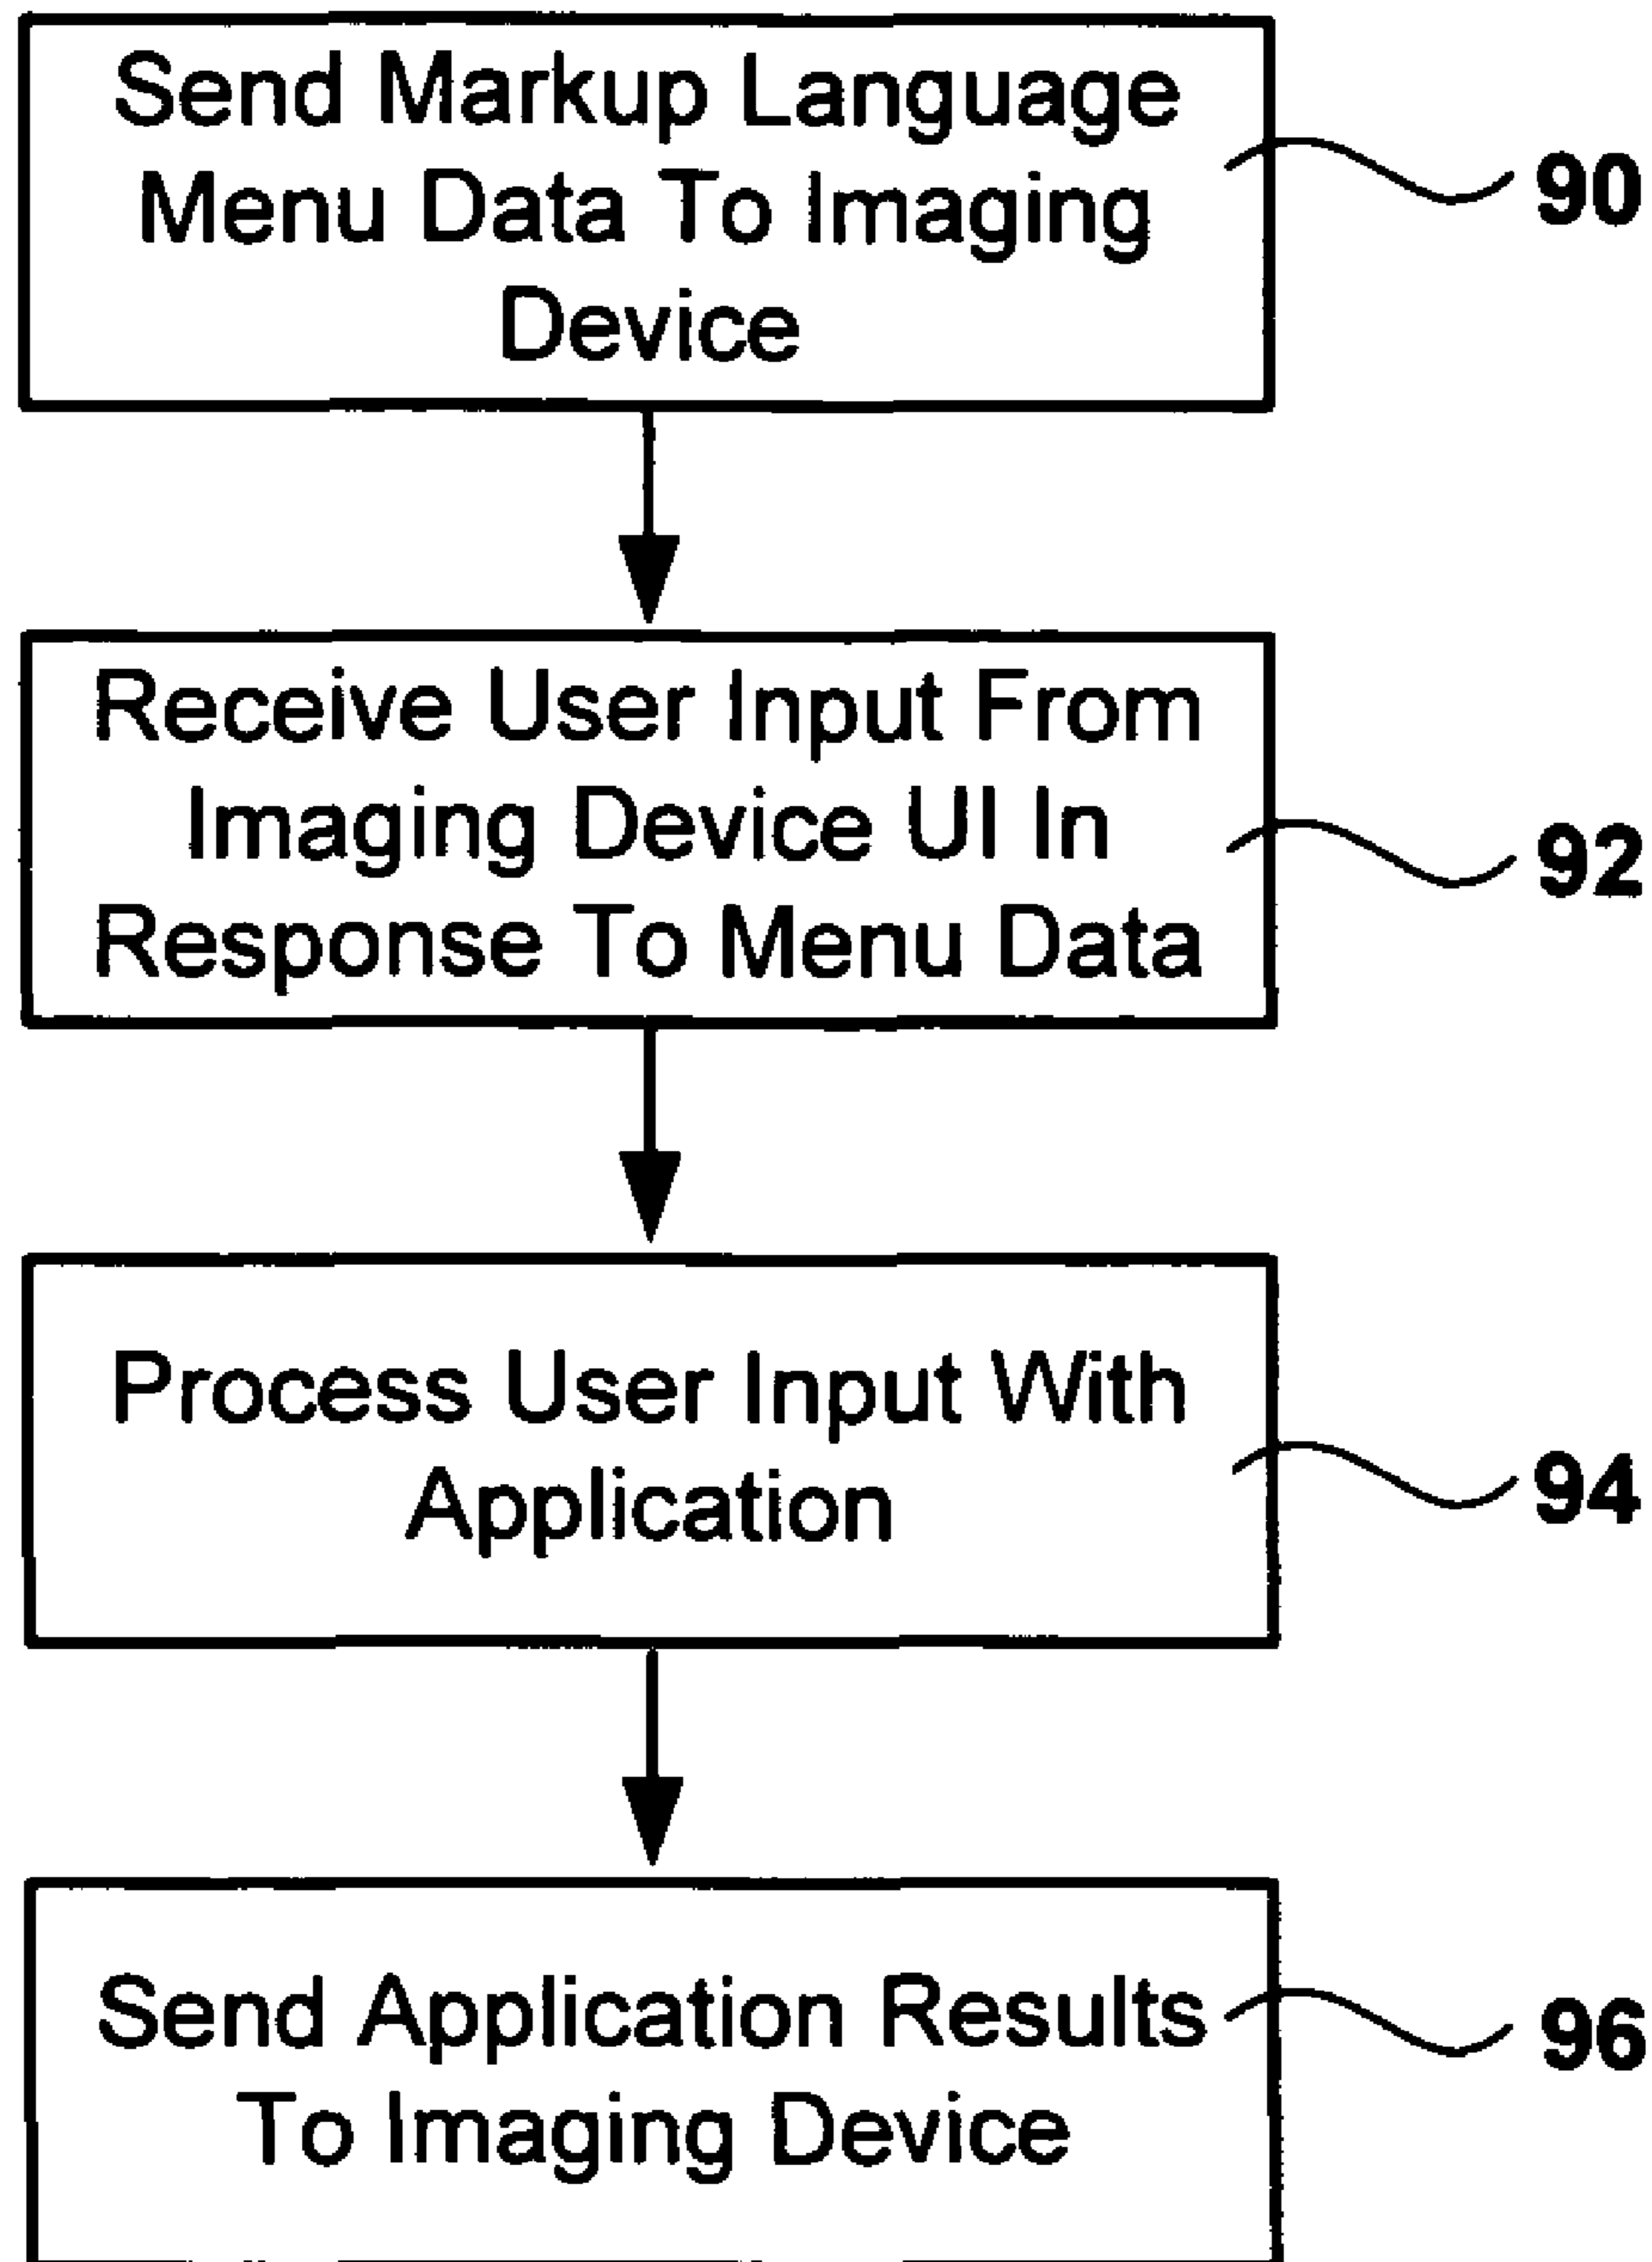 Send Markup Language
Menu Data To Imaging
Device
90
Receive User Input From
Imaging Device UI In
Response To Menu Data
92
Process User Input With
Application
94
Send Application Results
To Imaging Device
96